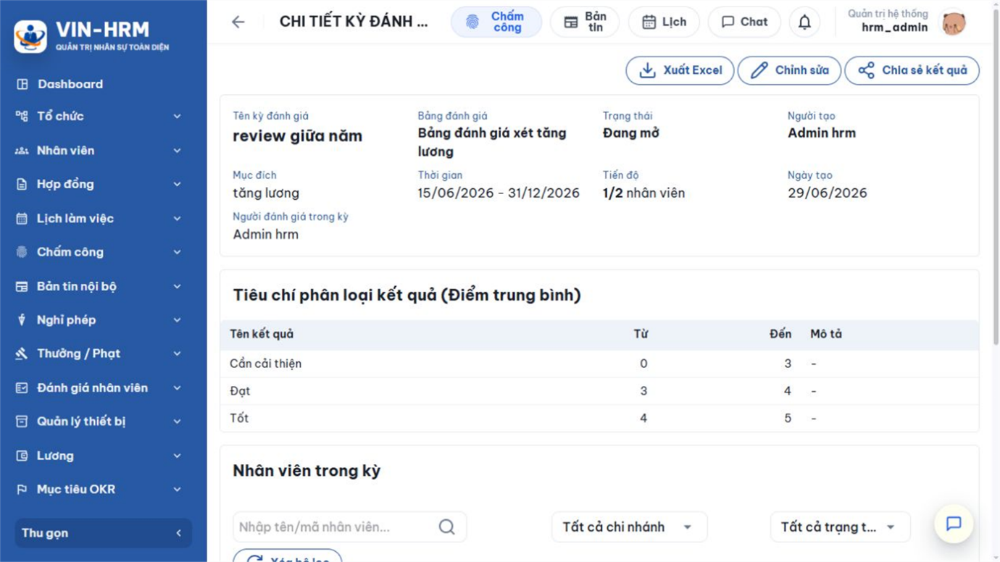 VIN-HRM
QUẢN TRỊ NHÂN SỰ TOÀN DIỆN
Dashboard
Tổ chức
Nhân viên
Hợp đồng
Lịch làm việc
Chấm công
Bản tin nội bộ
Nghỉ phép
Thưởng / Phạt
Đánh giá nhân viên
Quản lý thiết bị
Lương
Mục tiêu OKR
Thu gọn
CHI TIẾT KỲ ĐÁNH ...
Chấm công
Bản tin
Lịch
Chat
Quản trị hệ thống
hrm_admin
Xuất Excel
Chỉnh sửa
Chia sẻ kết quả
Tên kỳ đánh giá
review giữa năm
Bảng đánh giá
Bảng đánh giá xét tăng
lương
Trạng thái
Đang mở
Người tạo
Admin hrm
Mục đích
tăng lương
Thời gian
15/06/2026 - 31/12/2026
Tiến độ
1/2 nhân viên
Ngày tạo
29/06/2026
Người đánh giá trong kỳ
Admin hrm
Tiêu chí phân loại kết quả (Điểm trung bình)
Tên kết quả Từ Đến Mô tả
Cần cải thiện 0 3 -
Đạt 3 4 -
Tốt 4 5 -
Nhân viên trong kỳ
Nhập tên/mã nhân viên...
Tất cả chi nhánh
Tất cả trạng t...
Xóa bộ lọc